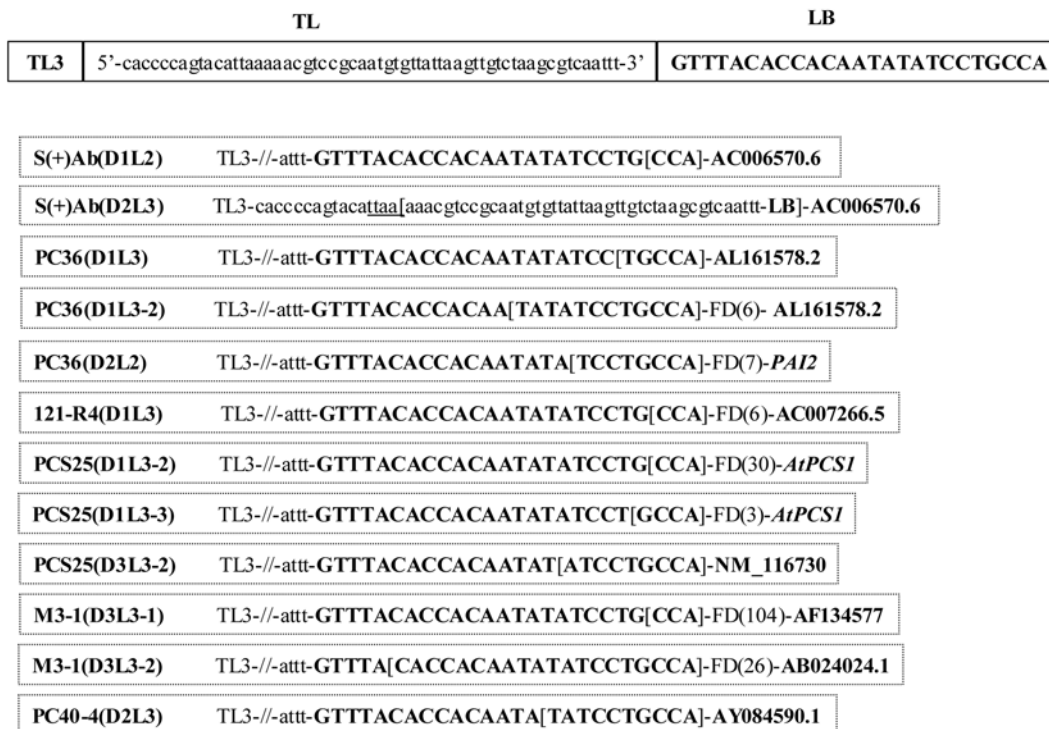 TL LB
TL3 5’-caccccagtacattaaaaacgtccgcaatgtgttattaagttgtctaagcgtcaattt-3’ GTTTACACCACAATATATCCTGCCA
S(+)Ab(D1L2) TL3-//-attt-GTTTACACCACAATATATCCTG[CCA]-AC006570.6
S(+)Ab(D2L3) TL3-caccccagtacattaa[aaacgtccgcaatgtgttattaagttgtctaagcgtcaattt-LB]-AC006570.6
PC36(D1L3) TL3-//-attt-GTTTACACCACAATATATCC[TGCCA]-AL161578.2
PC36(D1L3-2) TL3-//-attt-GTTTACACCACAA[TATATCCTGCCA]-FD(6)- AL161578.2
PC36(D2L2) TL3-//-attt-GTTTACACCACAATATA[TCCTGCCA]-FD(7)-PAI2
121-R4(D1L3) TL3-//-attt-GTTTACACCACAATATATCCTG[CCA]-FD(6)-AC007266.5
PCS25(D1L3-2) TL3-//-attt-GTTTACACCACAATATATCCTG[CCA]-FD(30)-AtPCS1
PCS25(D1L3-3) TL3-//-attt-GTTTACACCACAATATATCCT[GCCA]-FD(3)-AtPCS1
PCS25(D3L3-2) TL3-//-attt-GTTTACACCACAATAT[ATCCTGCCA]-NM_116730
M3-1(D3L3-1) TL3-//-attt-GTTTACACCACAATATATCCTG[CCA]-FD(104)-AF134577
M3-1(D3L3-2) TL3-//-attt-GTTTA[CACCACAATATATCCTGCCA]-FD(26)-AB024024.1
PC40-4(D2L3) TL3-//-attt-GTTTACACCACAATA[TATCCTGCCA]-AY084590.1